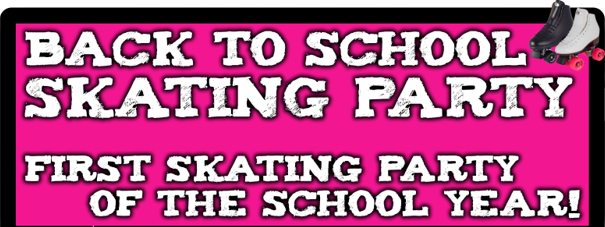 BACK TO SCHOOL
SKATING PARTY
FIRST SKATING PARTY
OF THE SCHOOL YEAR!